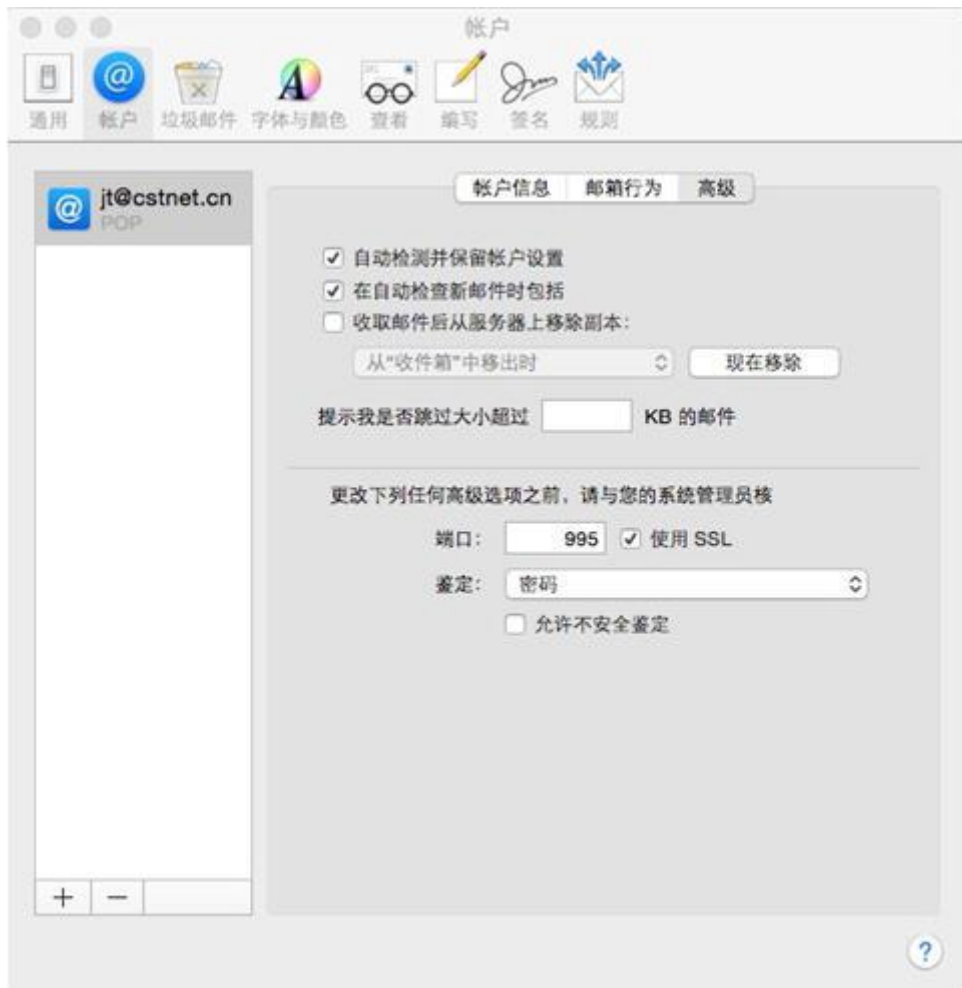 帐户
通用 帐户 垃圾邮件 字体与颜色 查看 编写 签名 规则
jt@cstnet.cn
POP
帐户信息 邮箱行为 高级
自动检测并保留帐户设置
在自动检查新邮件时包括
收取邮件后从服务器上移除副本：
从“收件箱”中移出时 现在移除
提示我是否跳过大小超过 KB 的邮件
更改下列任何高级选项之前，请与您的系统管理员核
端口： 995 使用 SSL
鉴定： 密码
允许不安全鉴定